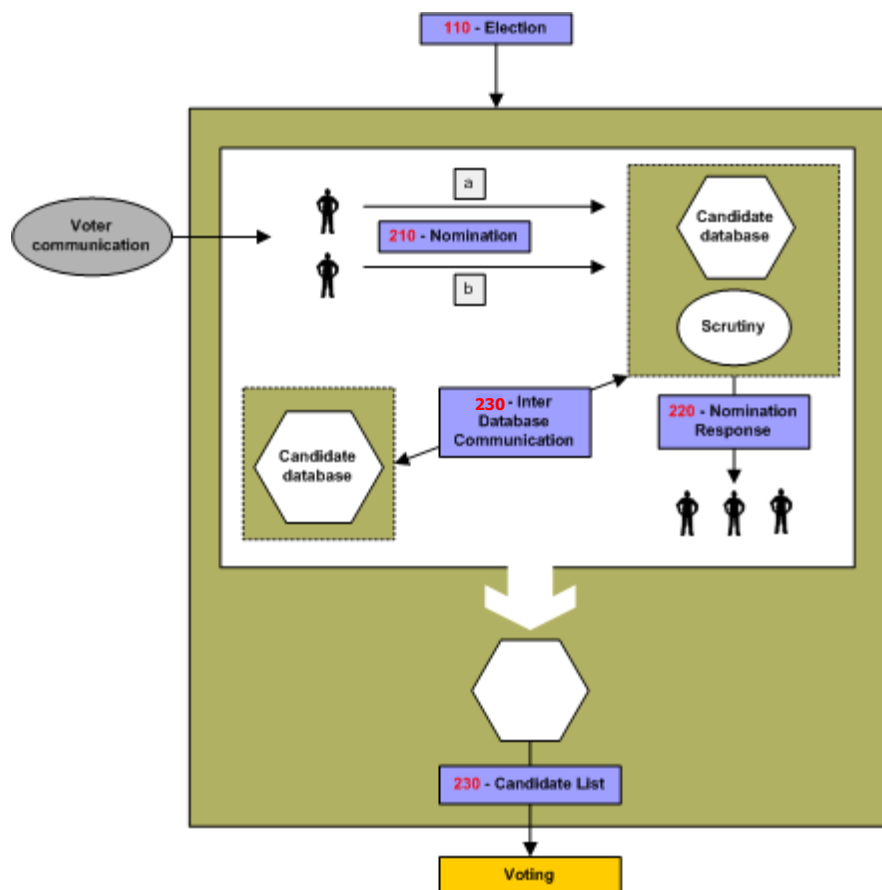 110 - Election
a
Voter
communication
210 - Nomination
b
Candidate
database
Scrutiny
230 - Inter
Database
Communication
220 - Nomination
Response
Candidate
database
230 - Candidate List
Voting